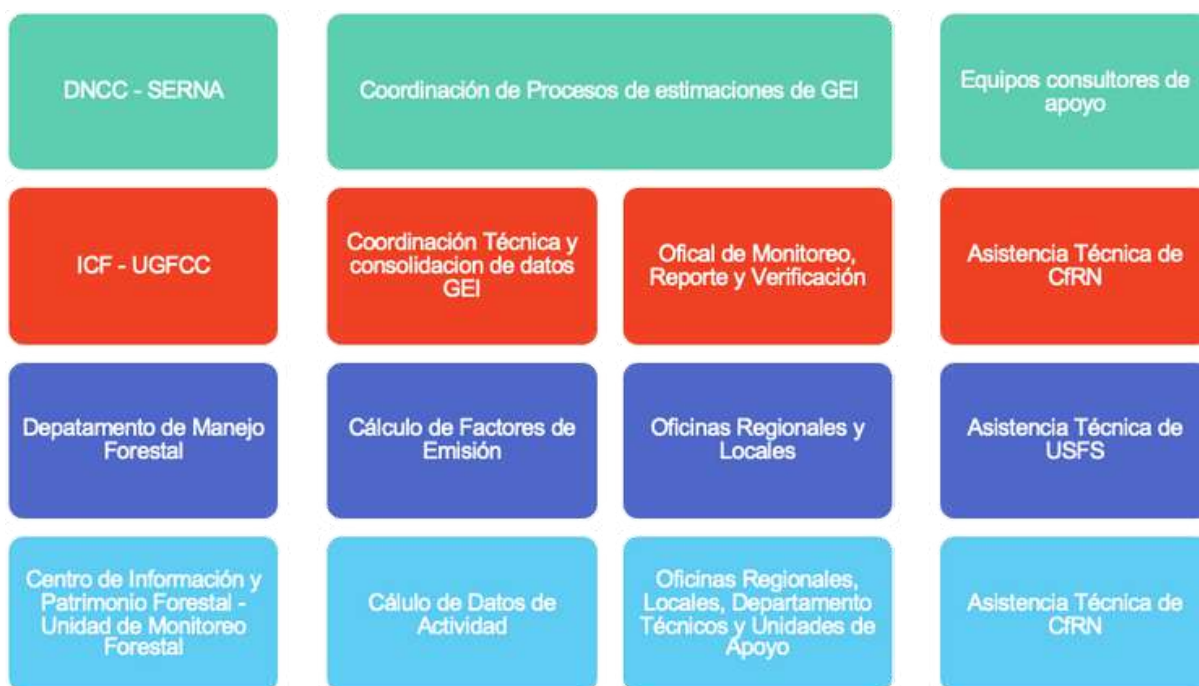 DNCC - SERNA
Coordinación de Procesos de estimaciones de GEI
Equipos consultores de
apoyo
ICF - UGFCC
Coordinación Técnica y
consolidacion de datos
GEI
Ofical de Monitoreo,
Reporte y Verificación
Asistencia Técnica de
CfRN
Depatamento de Manejo
Forestal
Cálculo de Factores de
Emisión
Oficinas Regionales y
Locales
Asistencia Técnica de
USFS
Centro de Información y
Patrimonio Forestal -
Unidad de Monitoreo
Forestal
Cálulo de Datos de
Actividad
Oficinas Regionales,
Locales, Departamento
Técnicos y Unidades de
Apoyo
Asistencia Técnica de
CfRN